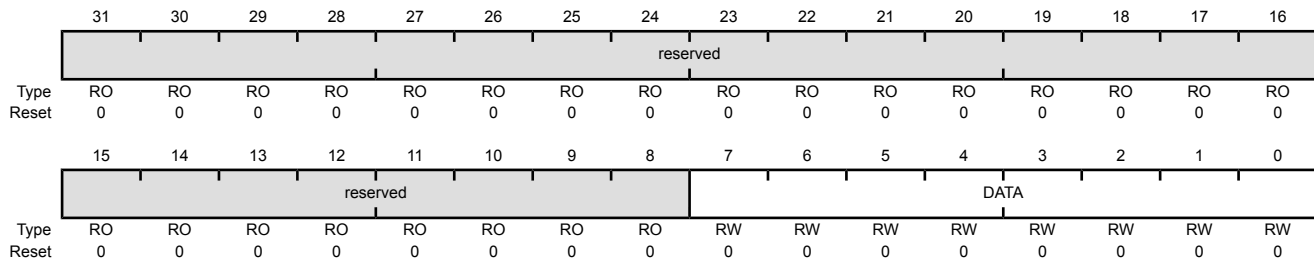 31 30 29 28 27 26 25 24 23 22 21 20 19 18 17 16
reserved
Type RO RO RO RO RO RO RO RO RO RO RO RO RO RO RO RO
Reset 0 0 0 0 0 0 0 0 0 0 0 0 0 0 0 0
15 14 13 12 11 10 9 8 7 6 5 4 3 2 1 0
reserved DATA
Type RO RO RO RO RO RO RO RO RW RW RW RW RW RW RW RW
Reset 0 0 0 0 0 0 0 0 0 0 0 0 0 0 0 0